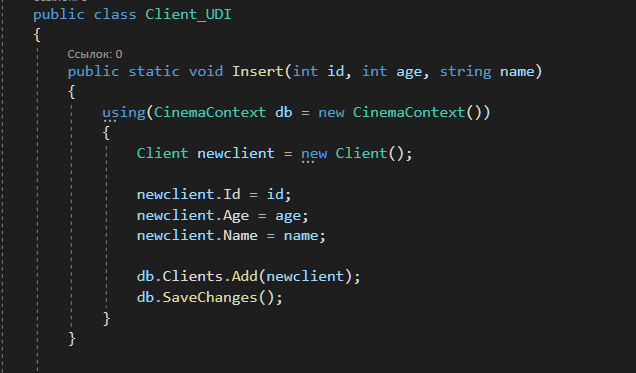 public class Client_UDI
{
Ссылок: 0
public static void Insert(int id, int age, string name)
{
using(CinemaContext db = new CinemaContext())
{
Client newclient = new Client();
newclient.Id = id;
newclient.Age = age;
newclient.Name = name;
db.Clients.Add(newclient);
db.SaveChanges();
}
}